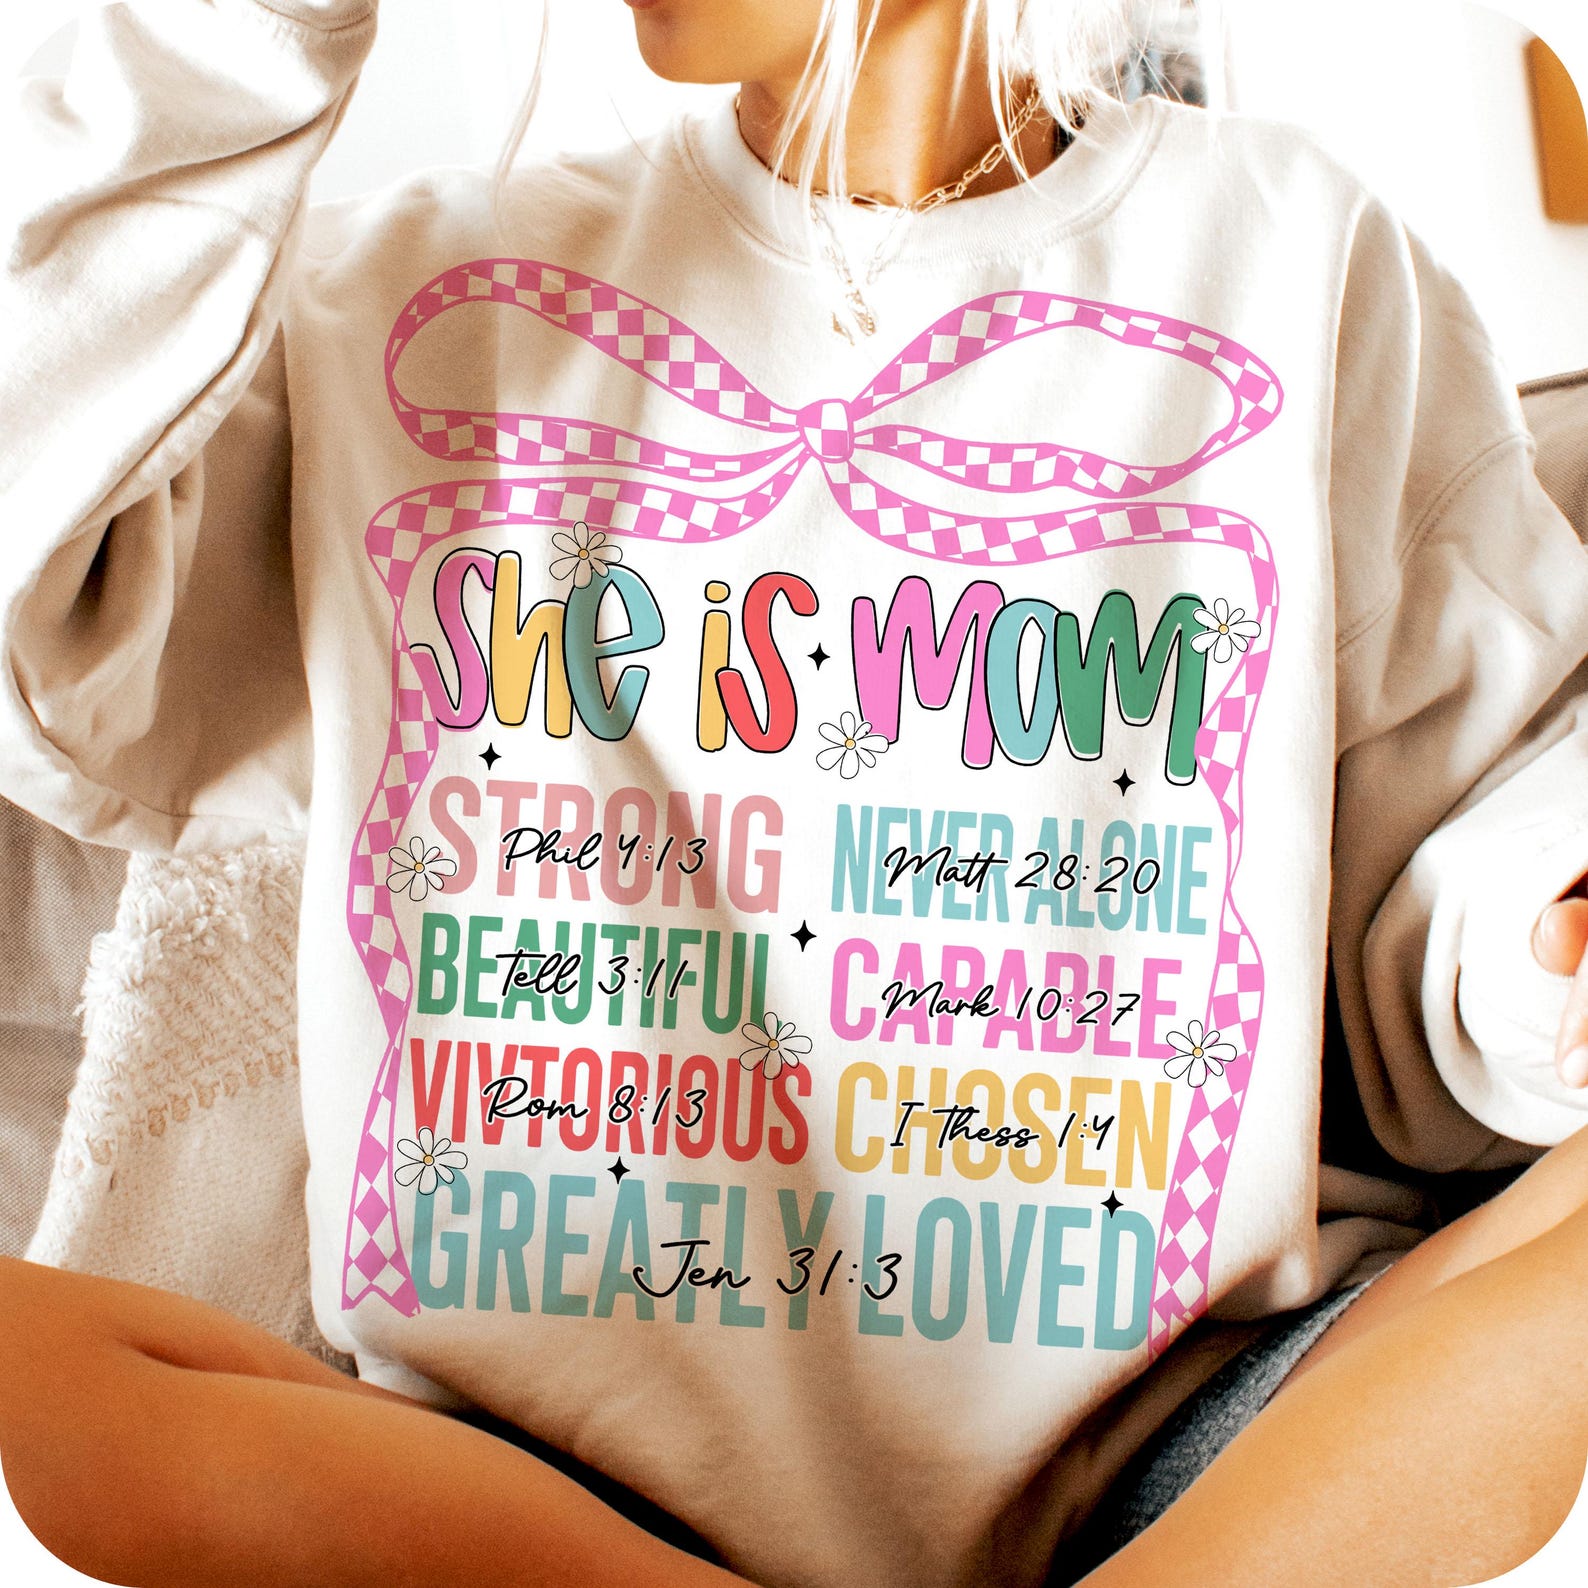 She is mom
STRONG
Phil 4:13
NEVER ALONE
Matt 28:20
BEAUTIFUL
Tell 3:11
CAPABLE
Mark 10:27
VIVTORIOUS
Rom 8:13
CHOSEN
I Thess 1:4
GREATLY LOVED
Jen 31:3